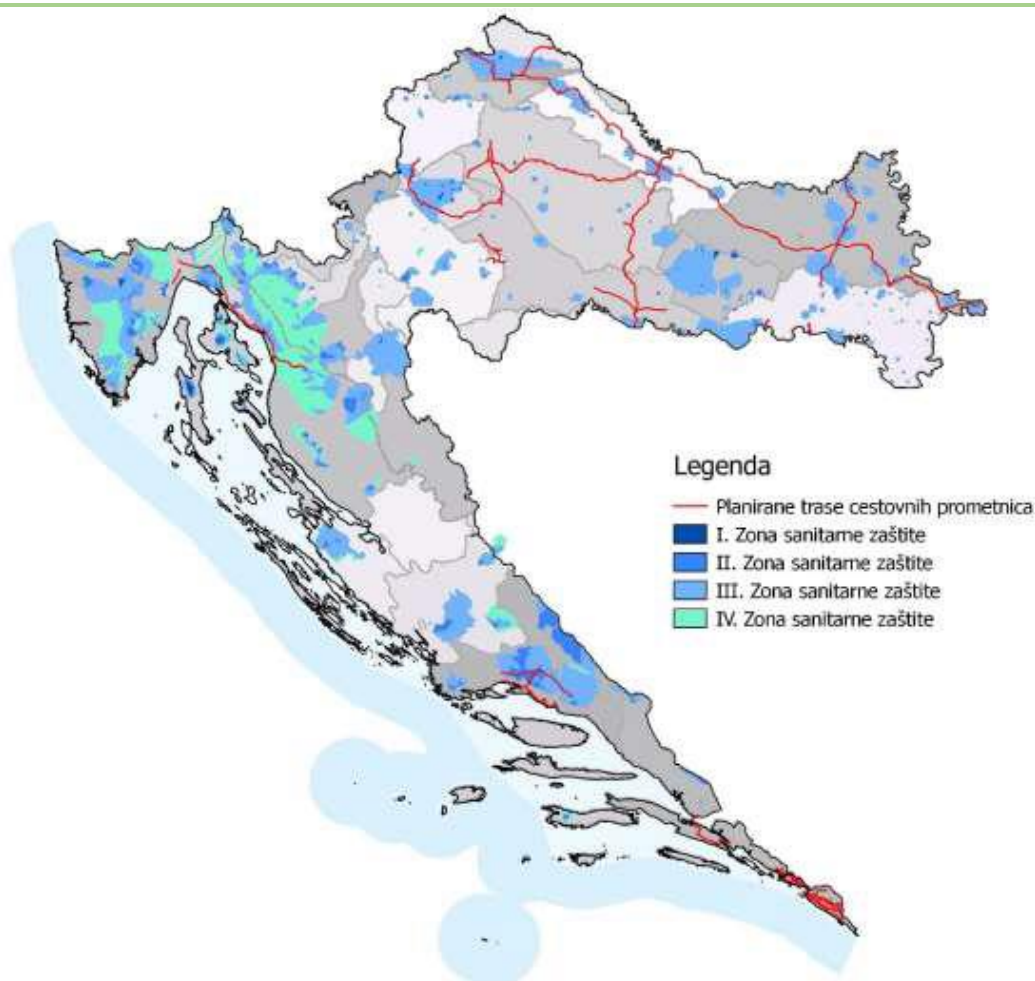 Legenda
Planirane trase cestovnih prometnica
I. Zona sanitarne zaštite
II. Zona sanitarne zaštite
III. Zona sanitarne zaštite
IV. Zona sanitarne zaštite